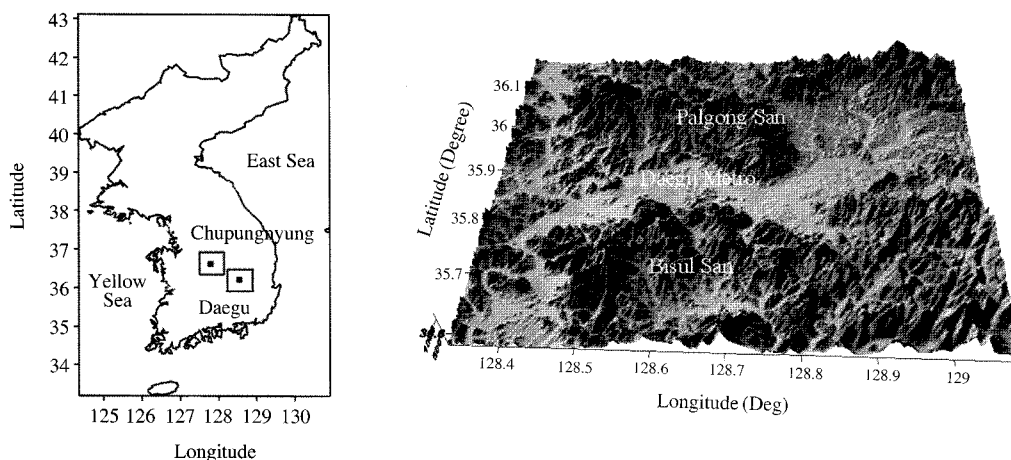 43
42
41
40
39
38
37
36
35
34
Latitude
East Sea
Chupungnyung
Yellow
Sea
Daegu
125 126 127 128 129 130
Longitude
36.1
36
35.9
35.8
35.7
Latitude (Degree)
Palgong San
Daegu Metro.
Bisul San
128.4
128.5
128.6
128.7
128.8
128.9
129
Longitude (Deg)